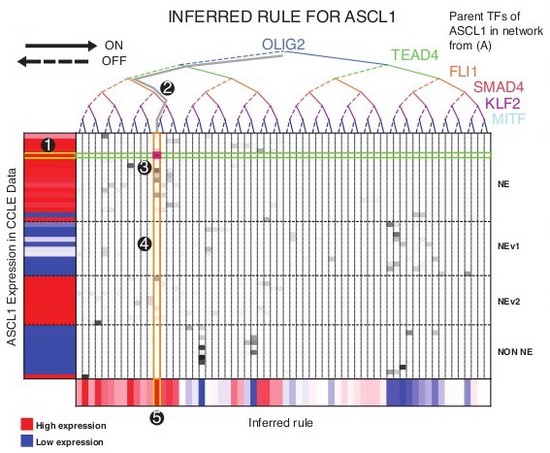 INFERRED RULE FOR ASCL1
Parent TFs of
ASCL1 in network
from (A)
ON
OFF
OLIG2
TEAD4
FLI1
SMAD4
KLF2
MITF
1
2
3
4
5
ASCL1 Expression in CCLE Data
NE
NEv1
NEv2
NON NE
Inferred rule
High expression
Low expression